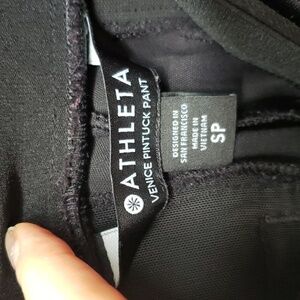 ATHLETA
VENICE PINTUCK PANT
DESIGNED IN
SAN FRANCISCO
MADE IN
VIETNAM
SP